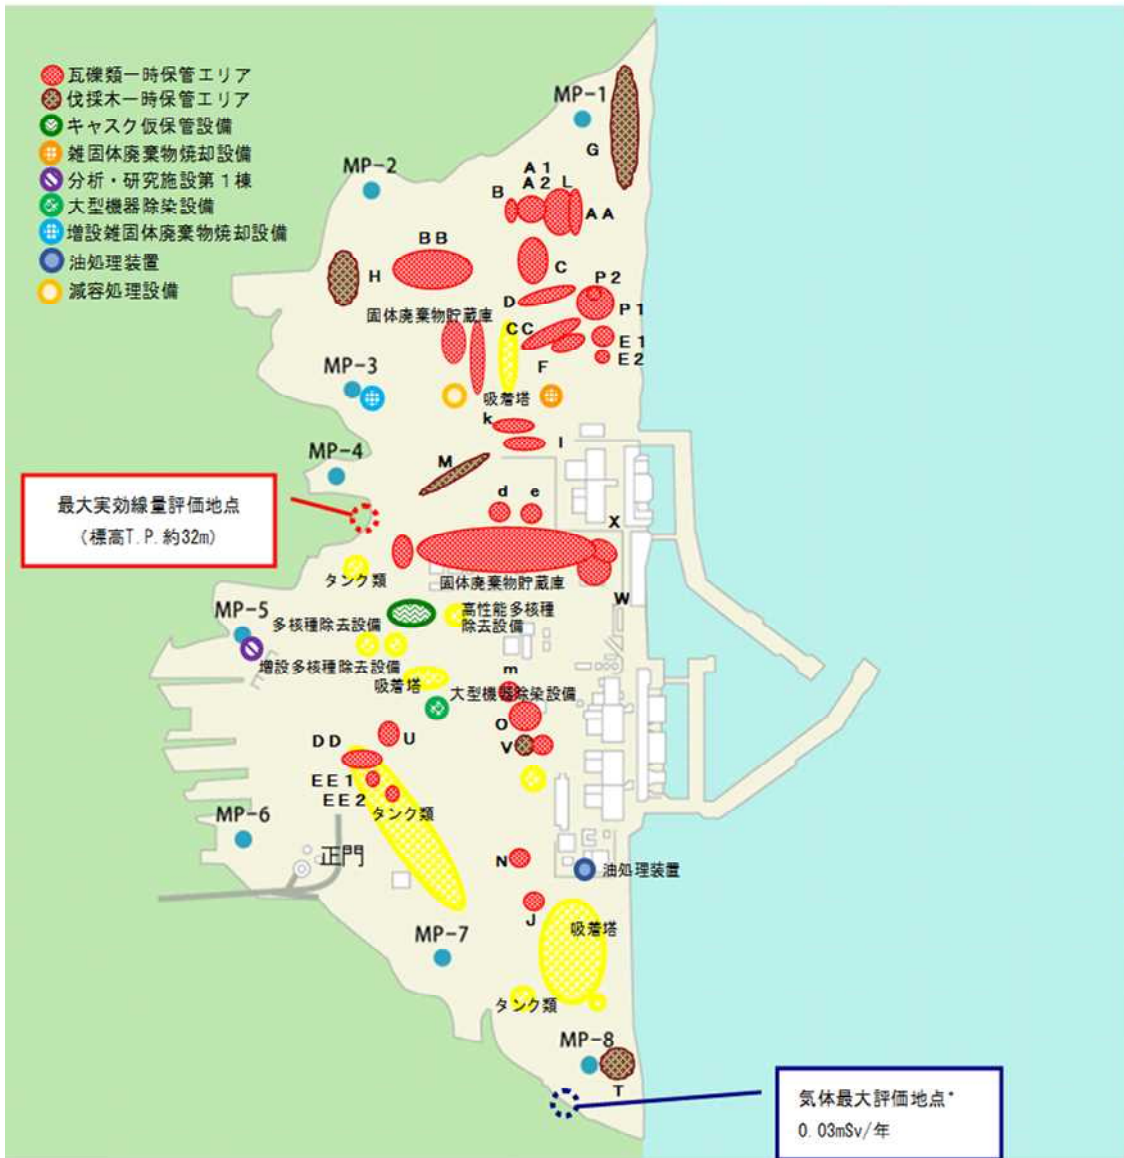 瓦礫類一時保管エリア
伐採木一時保管エリア
キャスク仮保管設備
雑固体廃棄物焼却設備
分析・研究施設第1棟
大型機器除染設備
増設雑固体廃棄物焼却設備
油処理装置
減容処理設備
MP-1
G
MP-2
A1
A2 L
B
AA
BB
H
C
P2
D
P1
固体廃棄物貯蔵庫
CC
E1
E2
F
MP-3
吸着塔
k
l
MP-4
M
d e
最大実効線量評価地点
(標高T.P.約32m)
X
タンク類
固体廃棄物貯蔵庫
W
MP-5
多核種除去設備
高性能多核種
除去設備
増設多核種除去設備
吸着塔
m
大型機器除染設備
O
DD
U
V
EE1
EE2
タンク類
MP-6
正門
N
油処理装置
J
吸着塔
MP-7
タンク類
MP-8
T
気体最大評価地点*
0.03mSv/年